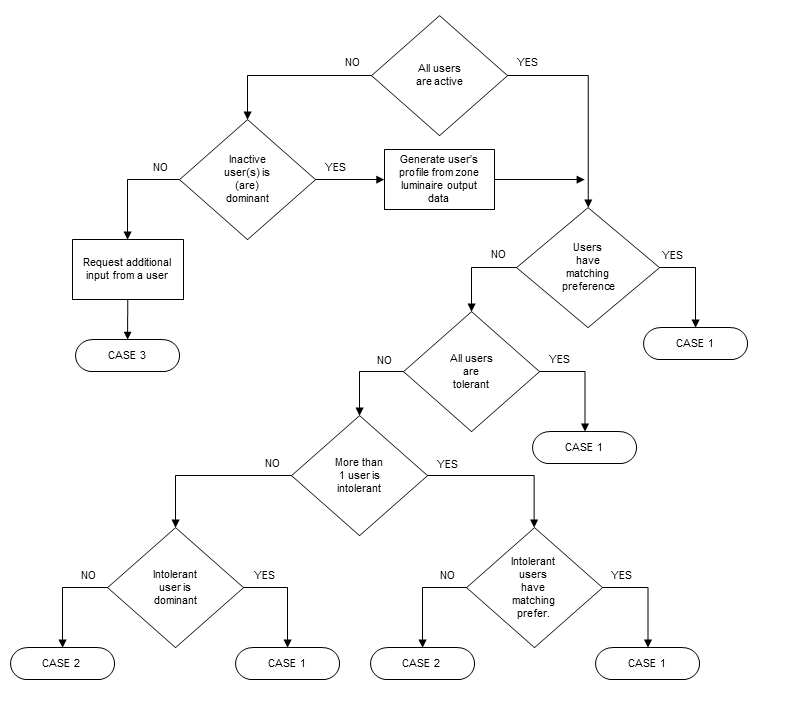 All users
are active
NO
YES
Inactive
user(s) is
(are)
dominant
NO
YES
Generate user's
profile from zone
luminaire output
data
Request additional
input from a user
CASE 3
Users
have
matching
preference
NO
YES
CASE 1
All users
are
tolerant
NO
YES
CASE 1
More than
1 user is
intolerant
NO
YES
Intolerant
user is
dominant
NO
YES
CASE 2
CASE 1
Intolerant
users
have
matching
prefer.
NO
YES
CASE 2
CASE 1